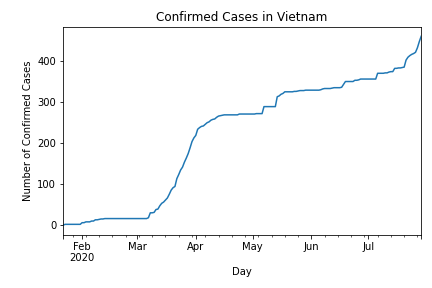 Confirmed Cases in Vietnam
Number of Confirmed Cases
400
300
200
100
0
Feb Mar Apr May Jun Jul
2020
Day